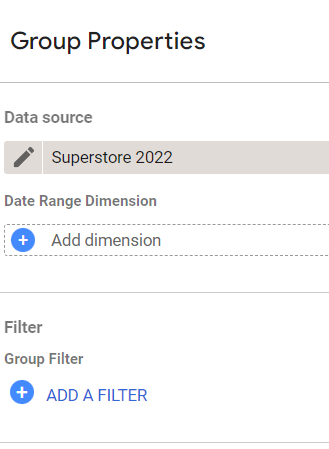 Group Properties
Data source
Superstore 2022
Date Range Dimension
Add dimension
Filter
Group Filter
ADD A FILTER